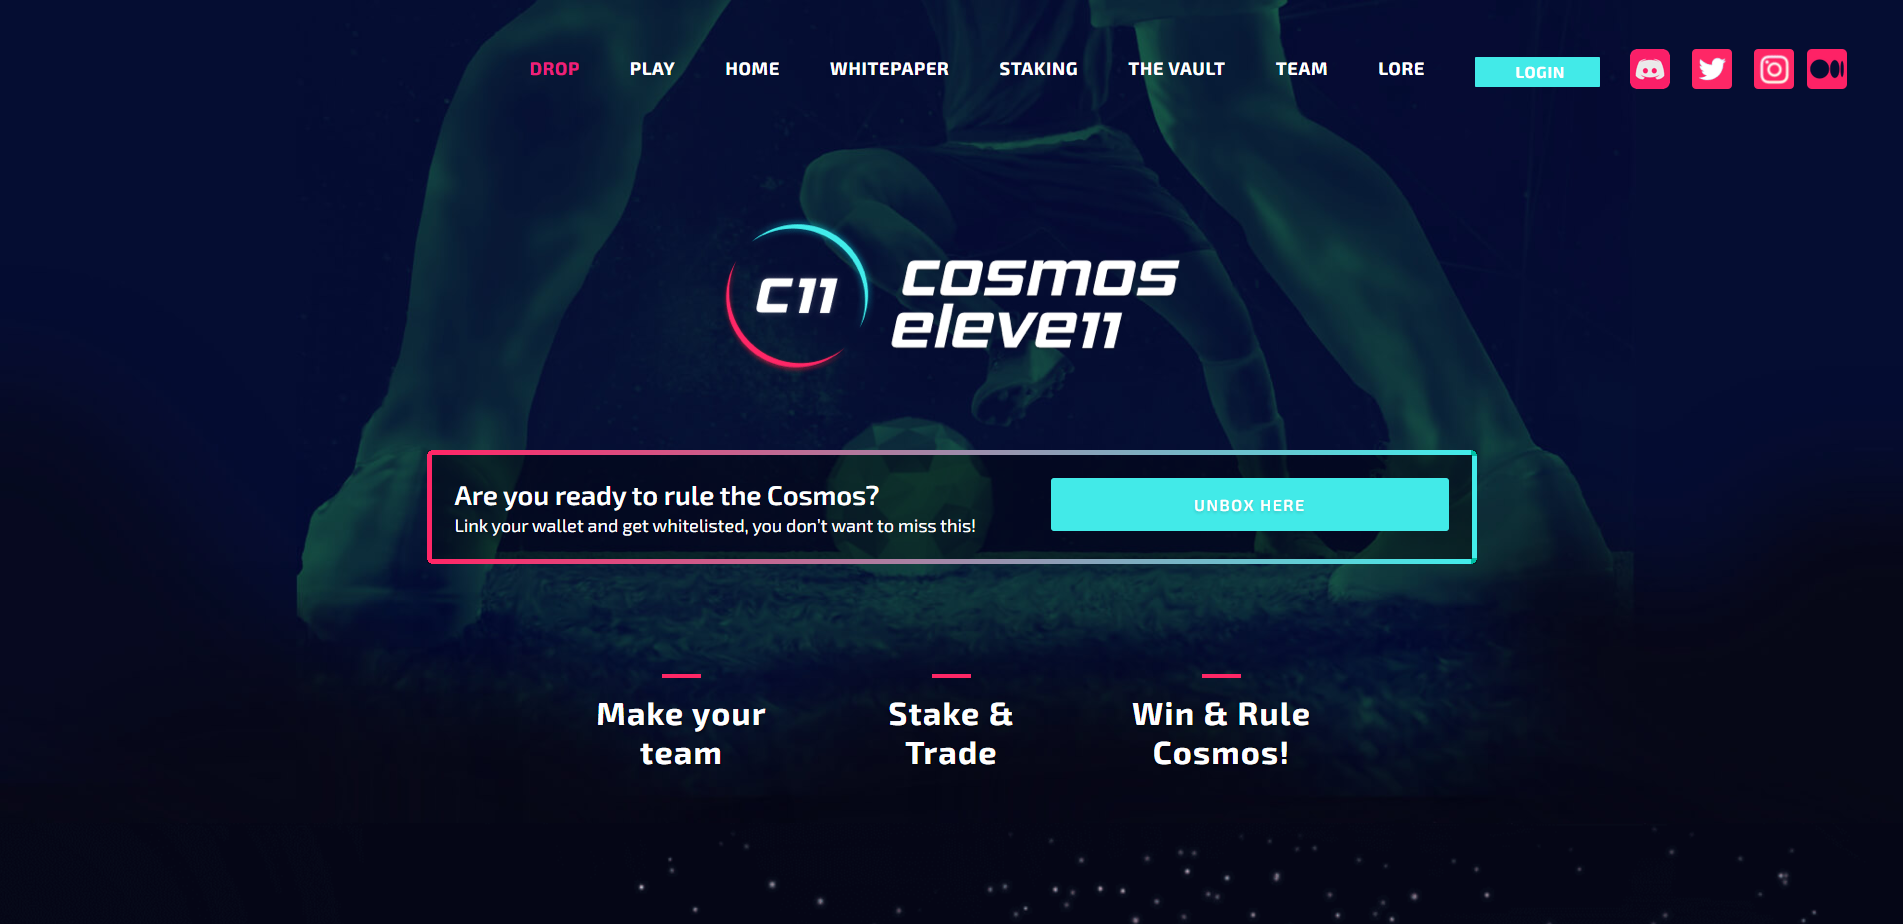 DROP PLAY HOME WHITEPAPER STAKING THE VAULT TEAM LORE LOGIN
C11
cosmos
eleve11
Are you ready to rule the Cosmos?
Link your wallet and get whitelisted, you don't want to miss this!
UNBOX HERE
Make your
team
Stake &
Trade
Win & Rule
Cosmos!